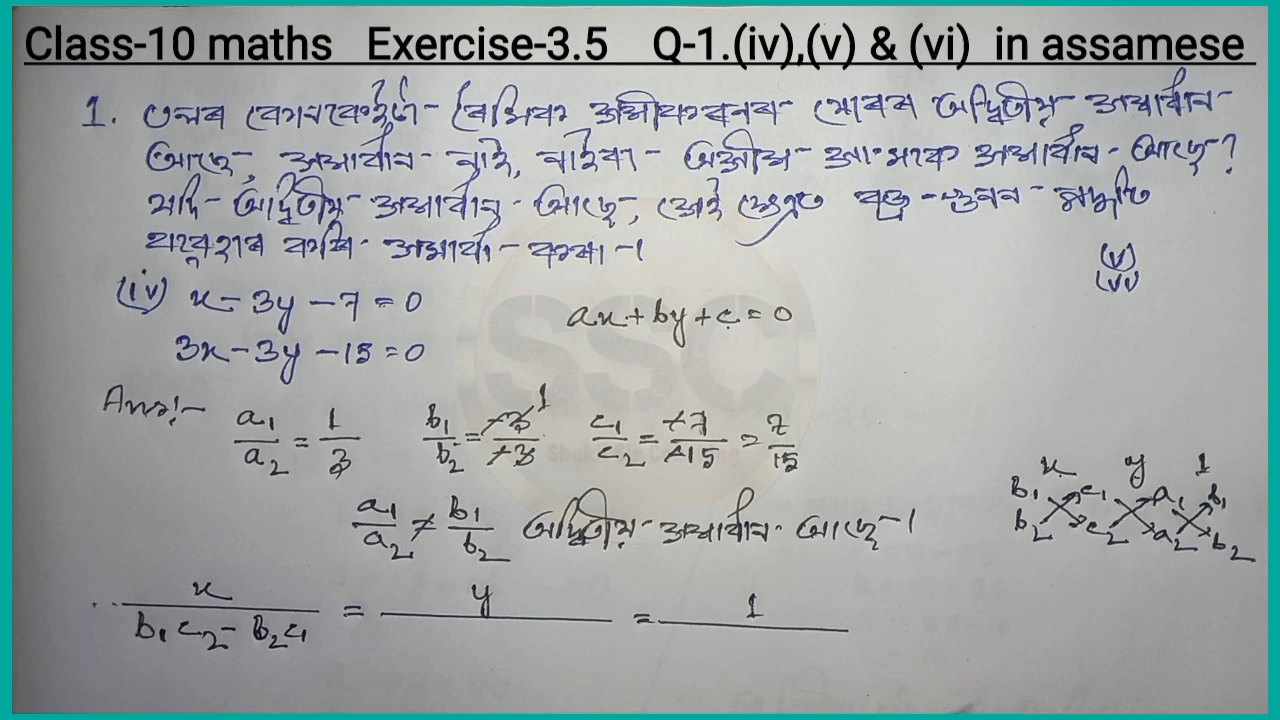 Class-10 maths Exercise-3.5 Q-1.(iv),(v) & (vi) in assamese
1. তলৰ কোনকেইটা ৰৈখিক সমীকৰণৰ যোৰৰ অদ্বিতীয় সমাধান
আছে, সমাধান নাই, নাইবা অসীম সংখ্যক সমাধান আছে?
যদি অদ্বিতীয় সমাধান আছে, সেই ক্ষেত্ৰত বজ্ৰ-গুণন পদ্ধতি
ব্যৱহাৰ কৰি সমাধা কৰা।
(v)
(vi)
(iv) x - 3y - 7 = 0
ax + by + c = 0
3x - 3y - 15 = 0
Ans:- a₁/a₂ = 1/3 b₁/b₂ = -3/-3 1 c₁/c₂ = -7/-15 = 7/15
SSC
x y 1
b₁ c₁ a₁ b₁
b₂ c₂ a₂ b₂
a₁/a₂ ≠ b₁/b₂ অদ্বিতীয় সমাধান আছে।
x/(b₁c₂ - b₂c₁) = y/ = 1/